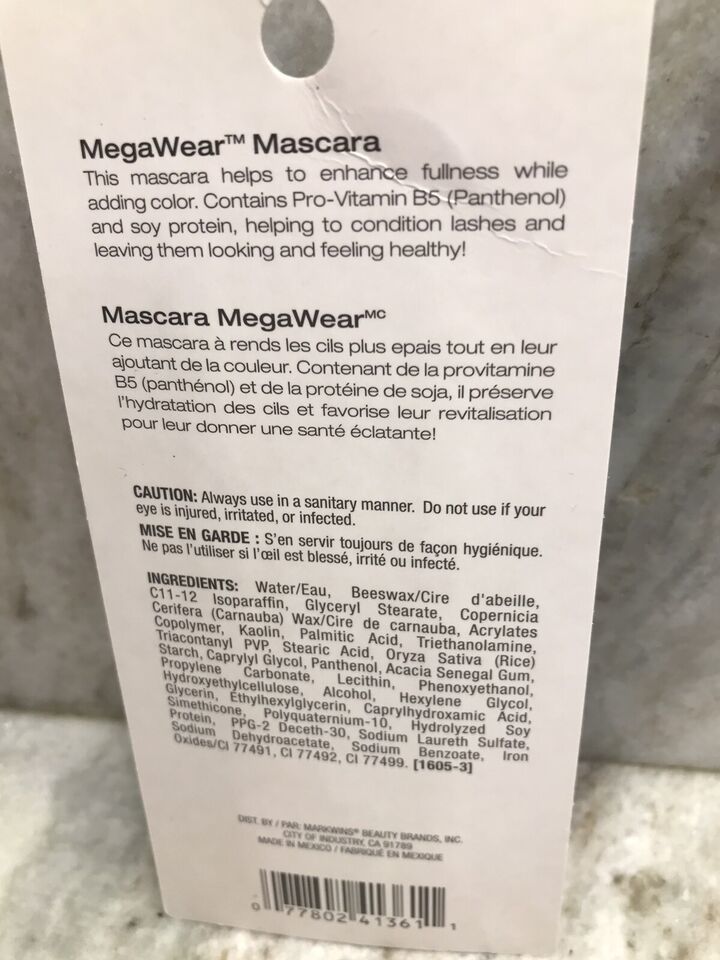 MegaWear™ Mascara
This mascara helps to enhance fullness while
adding color. Contains Pro-Vitamin B5 (Panthenol)
and soy protein, helping to condition lashes and
leaving them looking and feeling healthy!
Mascara MegaWearᴹᶜ
Ce mascara à rends les cils plus epais tout en leur
ajoutant de la couleur. Contenant de la provitamine
B5 (panthénol) et de la protéine de soja, il préserve
l'hydratation des cils et favorise leur revitalisation
pour leur donner une santé éclatante!
CAUTION: Always use in a sanitary manner. Do not use if your
eye is injured, irritated, or infected.
MISE EN GARDE : S'en servir toujours de façon hygiénique.
Ne pas l'utiliser si l'œil est blessé, irrité ou infecté.
INGREDIENTS: Water/Eau, Beeswax/Cire d'abeille,
C11-12 Isoparaffin, Glyceryl Stearate, Copernicia
Cerifera (Carnauba) Wax/Cire de carnauba, Acrylates
Copolymer, Kaolin, Palmitic Acid, Triethanolamine,
Triacontanyl PVP, Stearic Acid, Oryza Sativa (Rice)
Starch, Caprylyl Glycol, Panthenol, Acacia Senegal Gum,
Propylene Carbonate, Lecithin, Phenoxyethanol,
Hydroxyethylcellulose, Alcohol, Hexylene Glycol,
Glycerin, Ethylhexylglycerin, Caprylhydroxamic Acid,
Simethicone, Polyquaternium-10, Hydrolyzed Soy
Protein, PPG-2 Deceth-30, Sodium Laureth Sulfate,
Sodium Dehydroacetate, Sodium Benzoate, Iron
Oxides/CI 77491, CI 77492, CI 77499. [1605-3]
DIST. BY / PAR: MARKWINS® BEAUTY BRANDS, INC.
CITY OF INDUSTRY, CA 91789
MADE IN MEXICO / FABRIQUÉ EN MEXIQUE
0 77802 41361 1